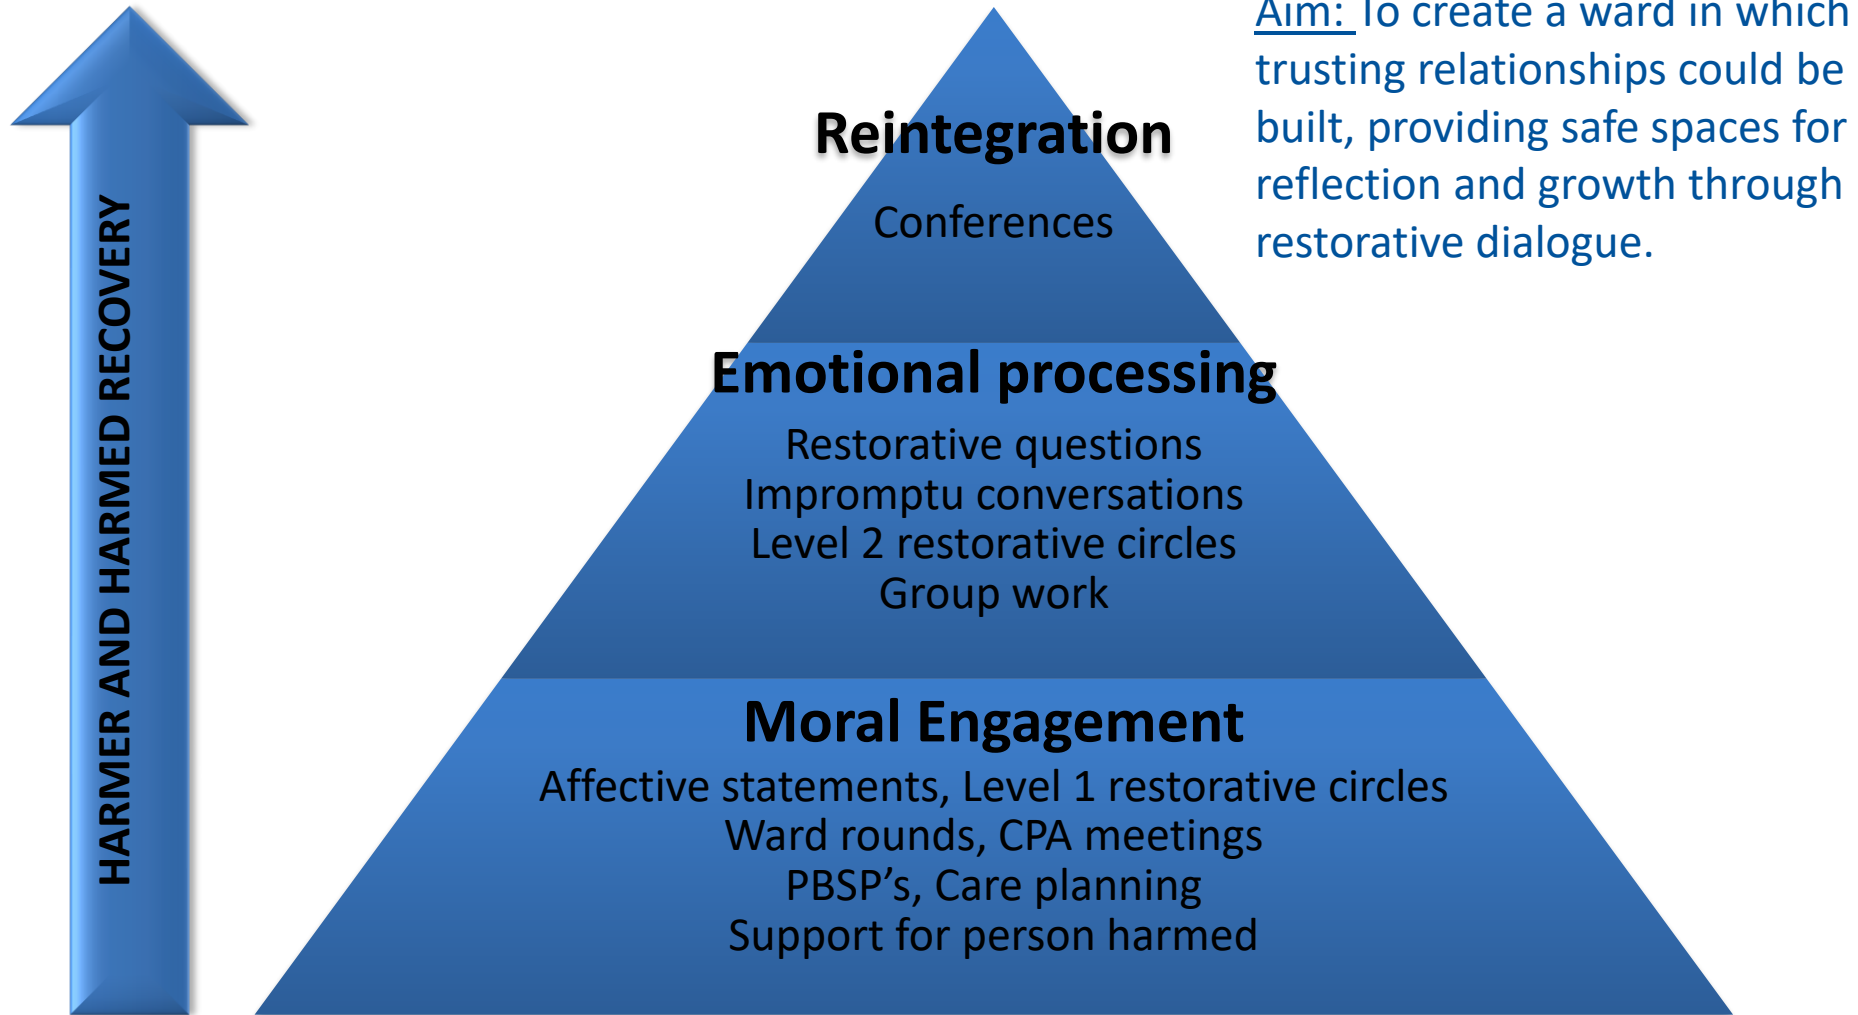 Aim: To create a ward in which
trusting relationships could be
built, providing safe spaces for
reflection and growth through
restorative dialogue.
HARMER AND HARMED RECOVERY
Reintegration
Conferences
Emotional processing
Restorative questions
Impromptu conversations
Level 2 restorative circles
Group work
Moral Engagement
Affective statements, Level 1 restorative circles
Ward rounds, CPA meetings
PBSP’s, Care planning
Support for person harmed